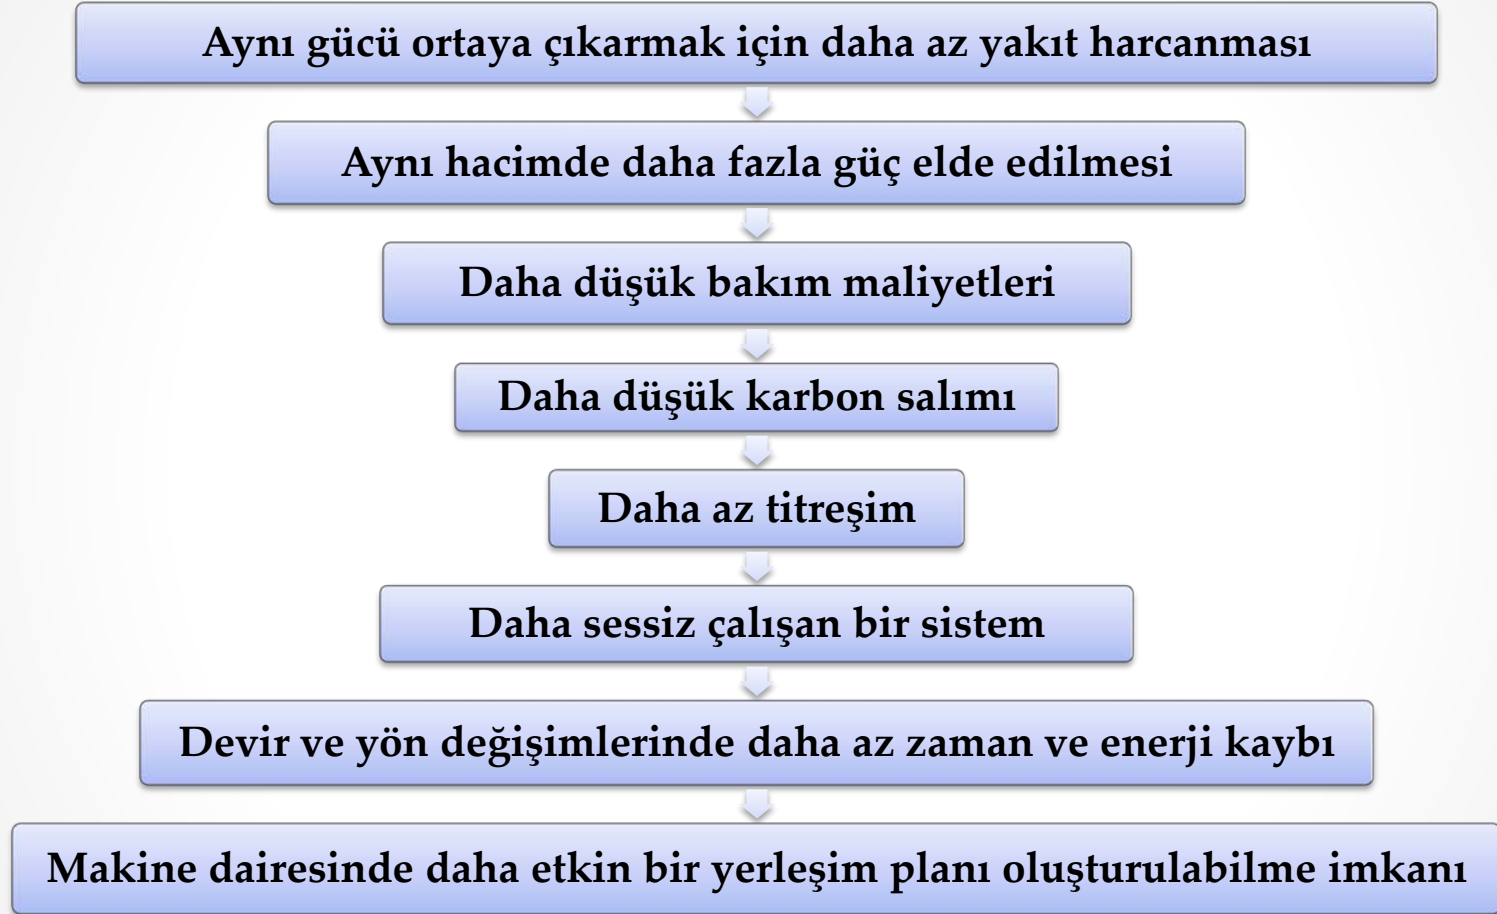 Aynı gücü ortaya çıkarmak için daha az yakıt harcanması
Aynı hacimde daha fazla güç elde edilmesi
Daha düşük bakım maliyetleri
Daha düşük karbon salımı
Daha az titreşim
Daha sessiz çalışan bir sistem
Devir ve yön değişimlerinde daha az zaman ve enerji kaybı
Makine dairesinde daha etkin bir yerleşim planı oluşturulabilme imkanı